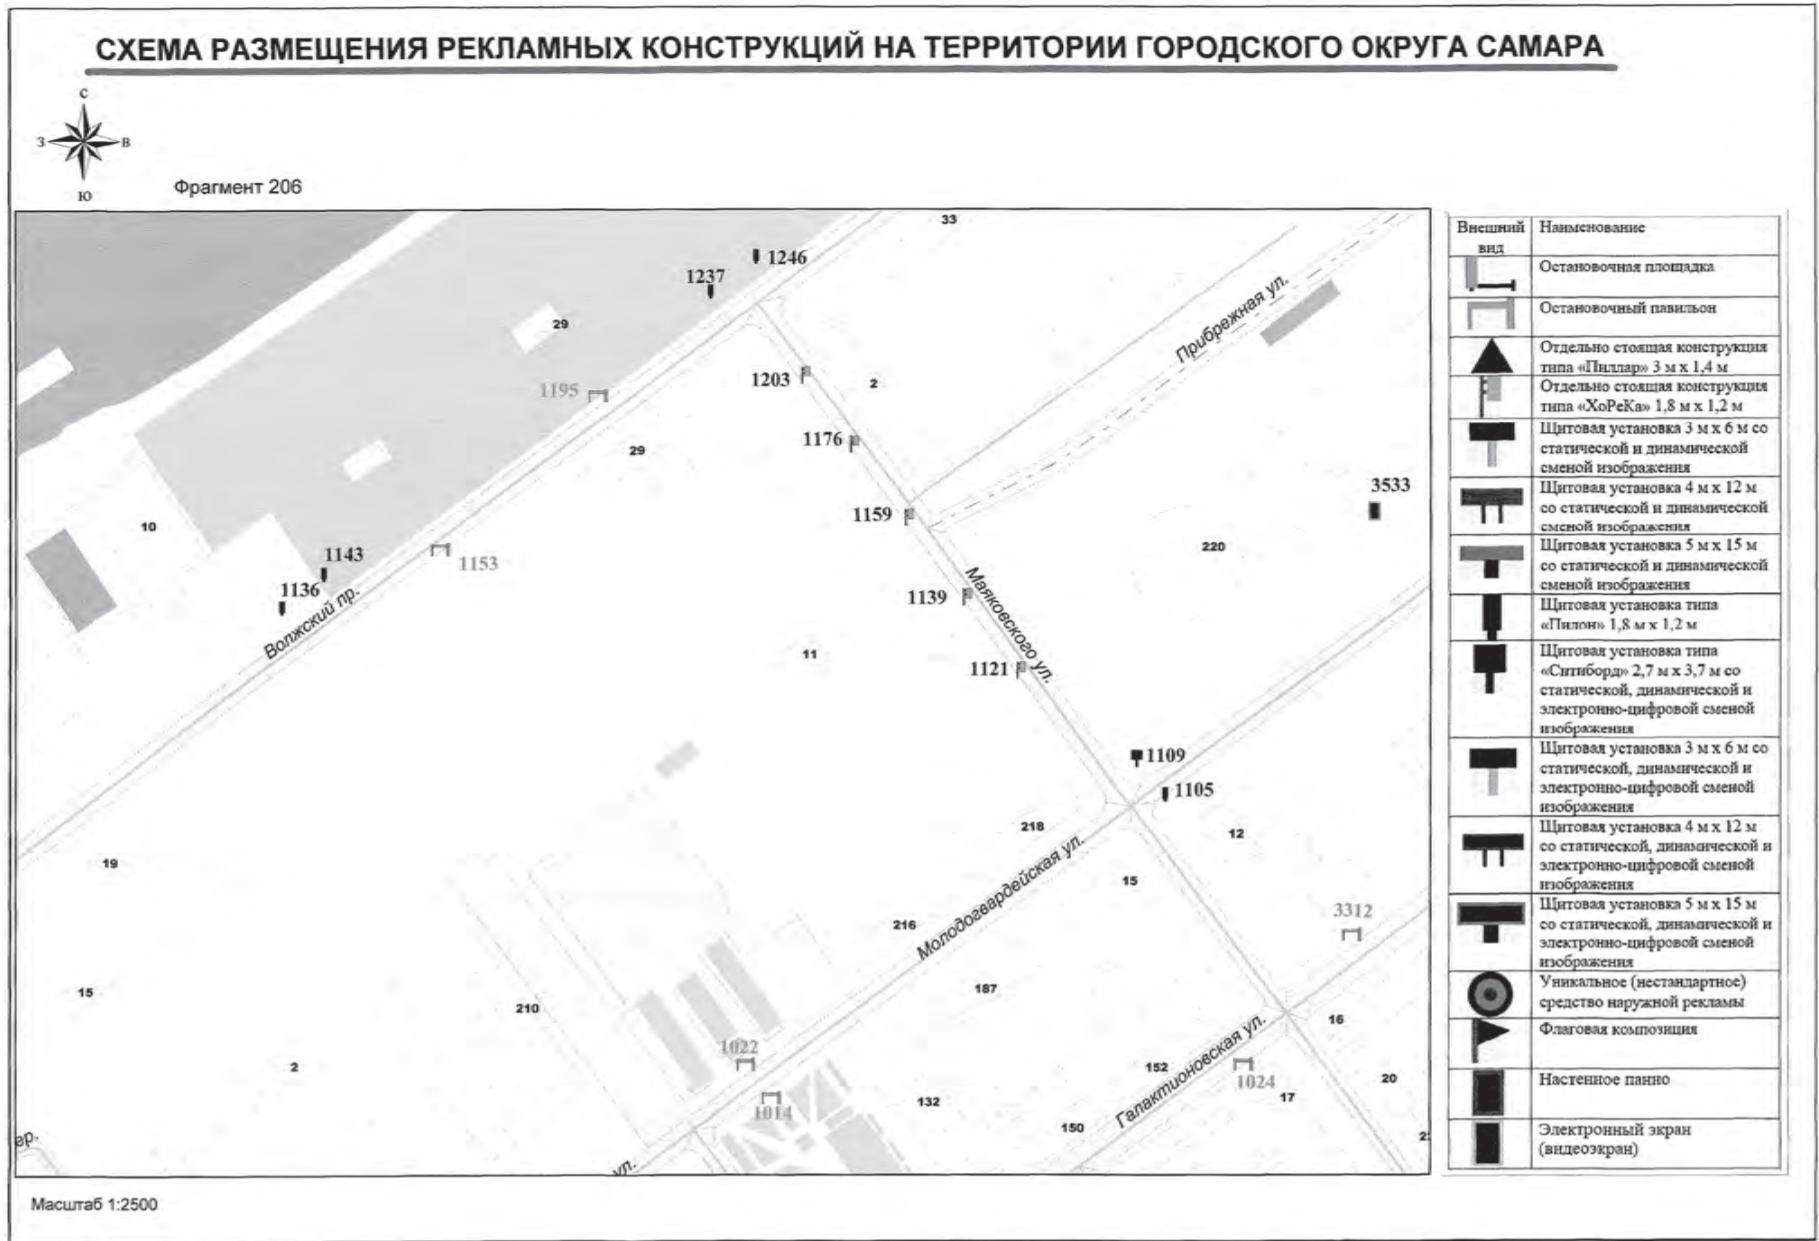 СХЕМА РАЗМЕЩЕНИЯ РЕКЛАМНЫХ КОНСТРУКЦИЙ НА ТЕРРИТОРИИ ГОРОДСКОГО ОКРУГА САМАРА
С
З
В
Ю
Фрагмент 206
33
1246
1237
29
Прибрежная ул.
1203
2
1195
1176
29
3533
1159
10
220
1143
1153
1136
Волжский пр.
1139
Маяковского ул.
11
1121
1109
1105
218
12
19
Молодогвардейская ул.
15
216
3312
15
187
210
16
Галактионовская ул.
1022
2
152
1024
20
1014
132
17
150
ул.
Внешний
вид
Наименование
Остановочная площадка
Остановочный павильон
Отдельно стоящая конструкция
типа «Пиллар» 3 м х 1,4 м
Отдельно стоящая конструкция
типа «ХоРеКа» 1,8 м х 1,2 м
Щитовая установка 3 м х 6 м со
статической и динамической
сменой изображения
Щитовая установка 4 м х 12 м
со статической и динамической
сменой изображения
Щитовая установка 5 м х 15 м
со статической и динамической
сменой изображения
Щитовая установка типа
«Пилон» 1,8 м х 1,2 м
Щитовая установка типа
«Ситиборд» 2,7 м х 3,7 м со
статической, динамической и
электронно-цифровой сменой
изображения
Щитовая установка 3 м х 6 м со
статической, динамической и
электронно-цифровой сменой
изображения
Щитовая установка 4 м х 12 м
со статической, динамической и
электронно-цифровой сменой
изображения
Щитовая установка 5 м х 15 м
со статической, динамической и
электронно-цифровой сменой
изображения
Уникальное (нестандартное)
средство наружной рекламы
Флаговая композиция
Настенное панно
Электронный экран
(видеоэкран)
Масштаб 1:2500